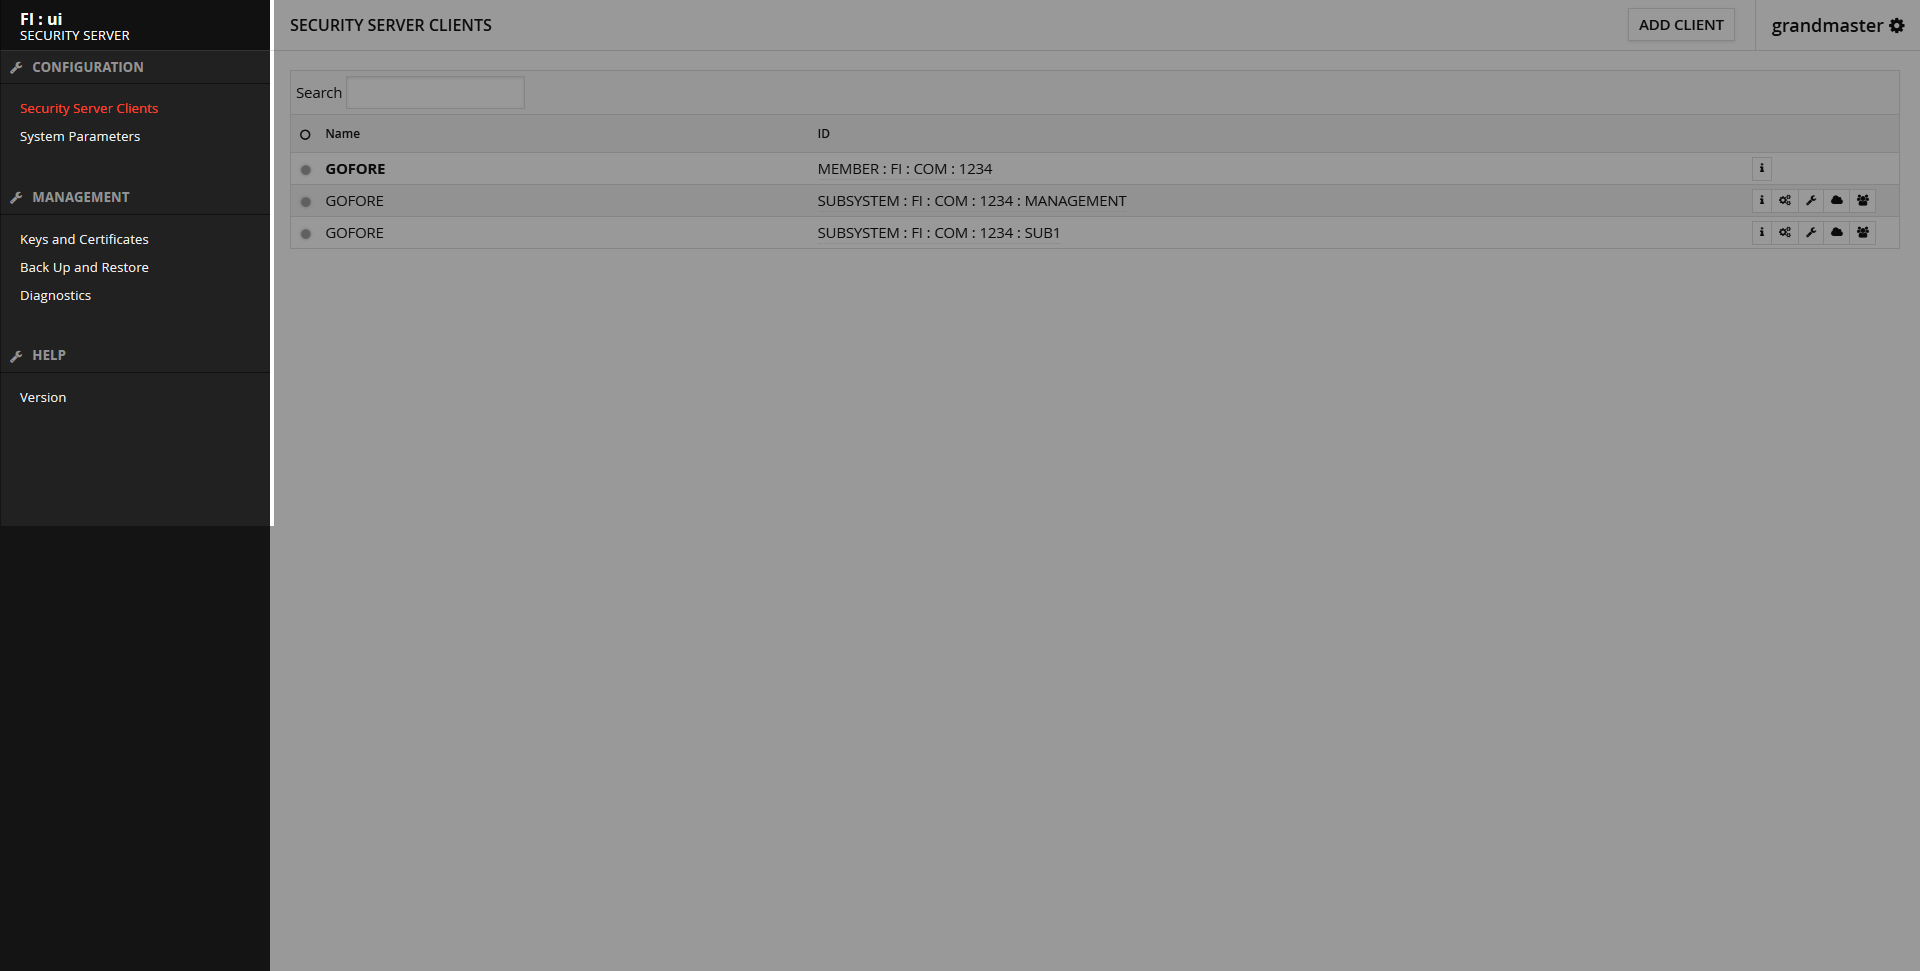 FI : ui
SECURITY SERVER
CONFIGURATION
Security Server Clients
System Parameters
MANAGEMENT
Keys and Certificates
Back Up and Restore
Diagnostics
HELP
Version
SECURITY SERVER CLIENTS
ADD CLIENT
grandmaster
Search
Name ID
GOFORE MEMBER : FI : COM : 1234
GOFORE SUBSYSTEM : FI : COM : 1234 : MANAGEMENT
GOFORE SUBSYSTEM : FI : COM : 1234 : SUB1